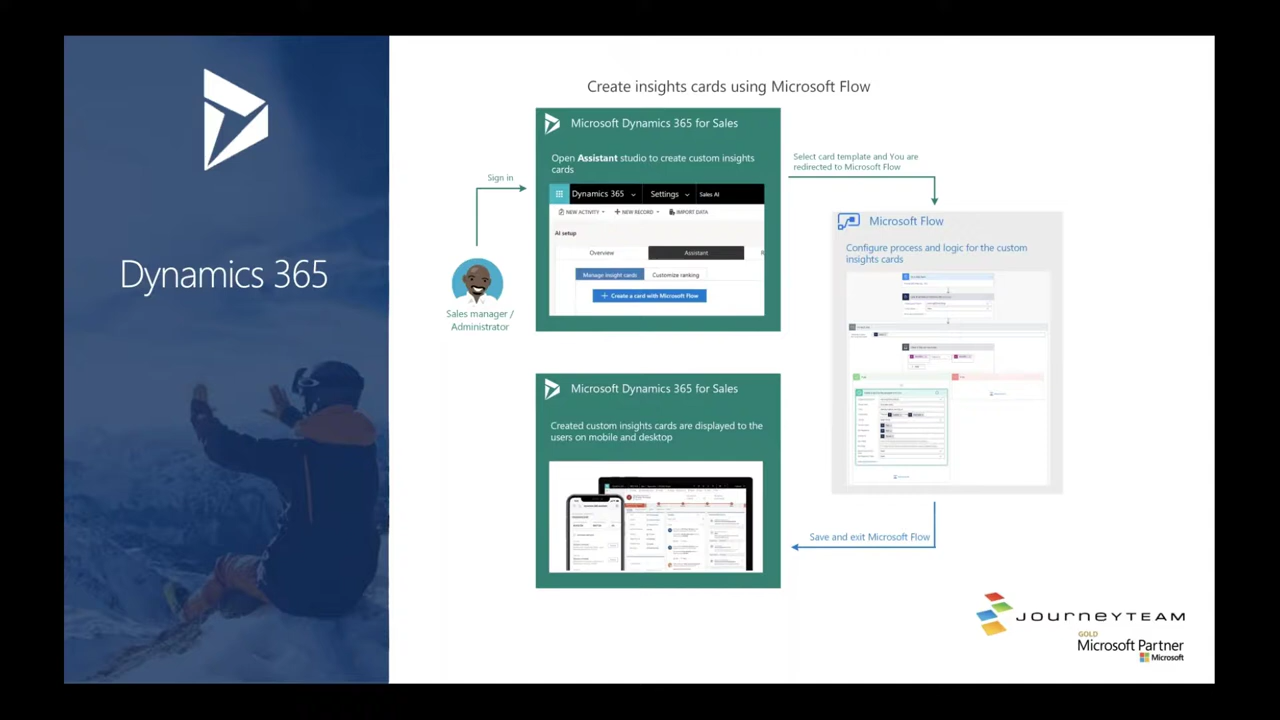 Create insights cards using Microsoft Flow
Dynamics 365
Sign in
Sales manager /
Administrator
Microsoft Dynamics 365 for Sales
Open Assistant studio to create custom insights
cards
Dynamics 365
Settings
Sales AI
NEW ACTIVITY
NEW RECORD
IMPORT DATA
AI setup
Overview
Assistant
Manage insight cards
Customize ranking
+ Create a card with Microsoft Flow
Select card template and You are
redirected to Microsoft Flow
Microsoft Flow
Configure process and logic for the custom
insights cards
Save and exit Microsoft Flow
Microsoft Dynamics 365 for Sales
Created custom insights cards are displayed to the
users on mobile and desktop
JOURNEYTEAM
GOLD
Microsoft Partner
Microsoft